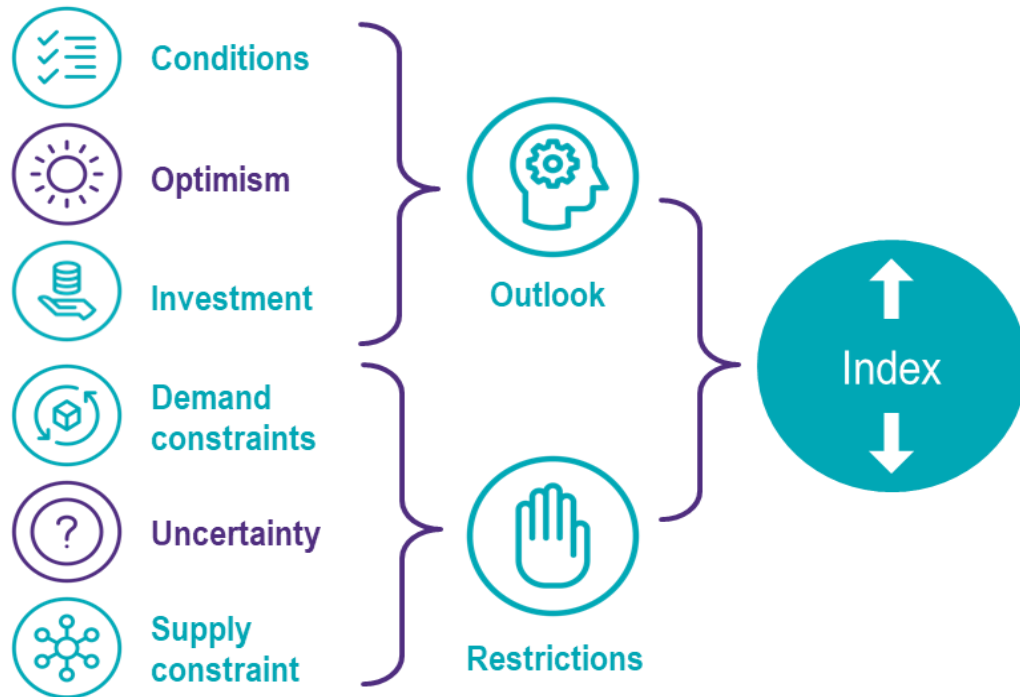 Conditions
Optimism
Investment
Demand
constraints
?
Uncertainty
Supply
constraint
Outlook
Restrictions
Index